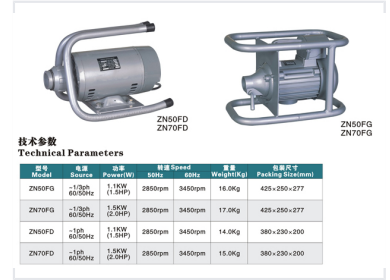 ZN50FD
ZN70FD
ZN50FG
ZN70FG
技术参数
Technical Parameters
型号 电源 功率 转速Speed 重量 包装尺寸
Model Source Power(W) 50Hz 60Hz Weight(Kg) Packing Size(mm)
ZN50FG ~1/3ph 60/50Hz 1.1KW (1.5HP) 2850rpm 3450rpm 16.0Kg 425×250×277
ZN70FG ~1/3ph 60/50Hz 1.5KW (2.0HP) 2850rpm 3450rpm 17.0Kg 425×250×277
ZN50FD ~1ph 60/50Hz 1.1KW (1.5HP) 2850rpm 3450rpm 14.0Kg 380×230×200
ZN70FD ~1ph 60/50Hz 1.5KW (2.0HP) 2850rpm 3450rpm 15.0Kg 380×230×200